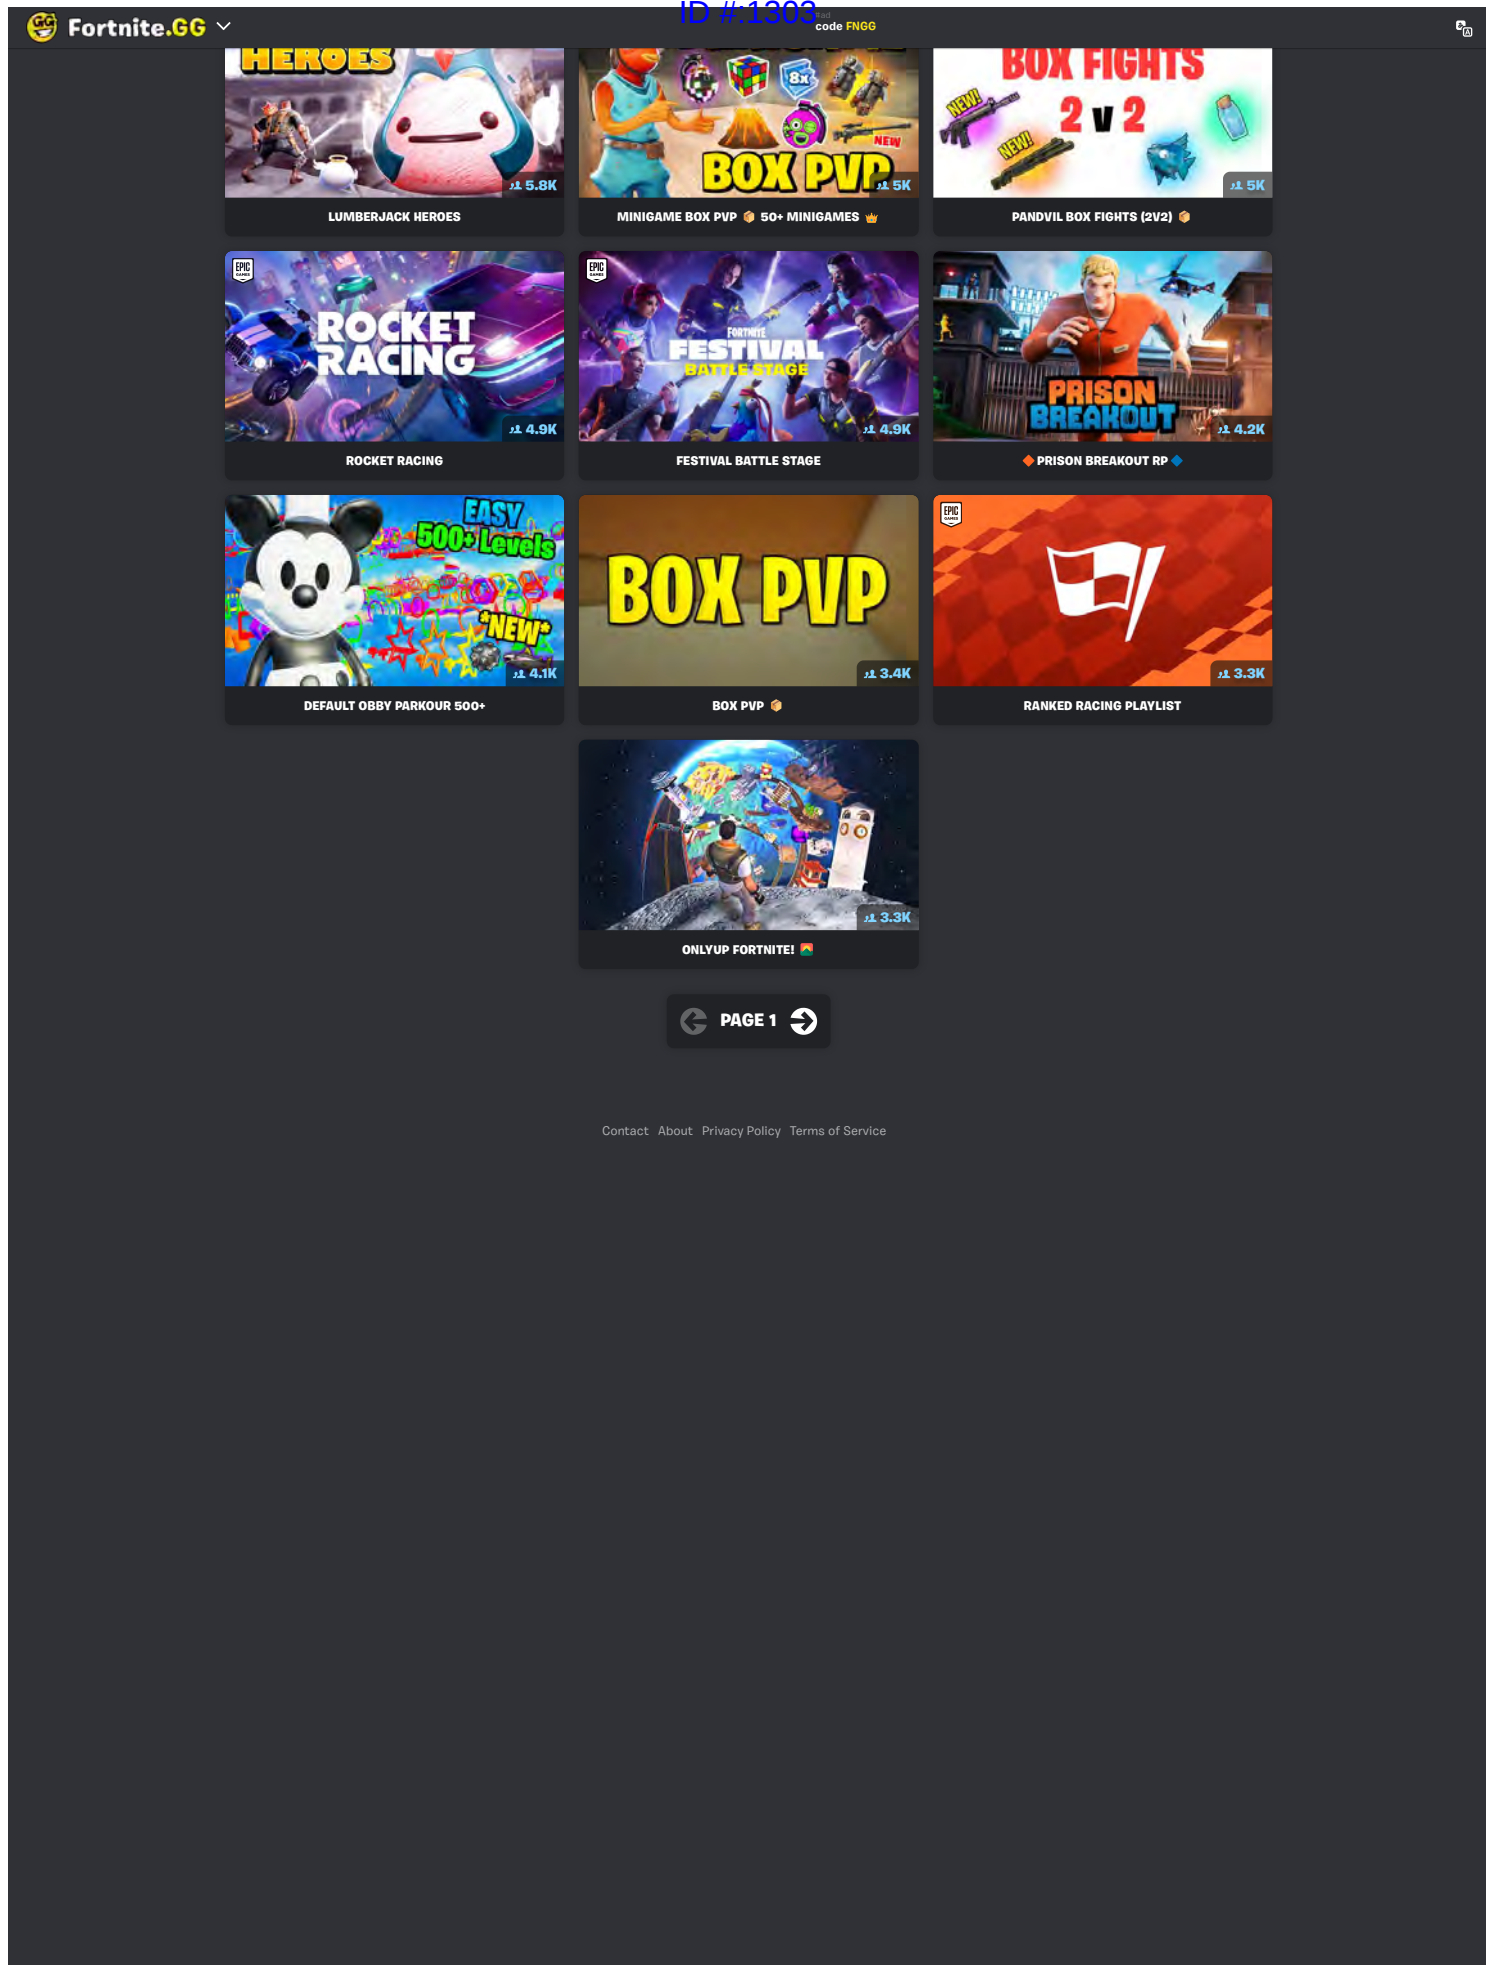 ID #:1303
Fortnite.GG
#ad
code FNGG
HEROES
5.8K
LUMBERJACK HEROES
8x
NEW
BOX PVP
5K
MINIGAME BOX PVP 📦 50+ MINIGAMES 👑
BOX FIGHTS
2 v 2
NEW!
NEW!
5K
PANDVIL BOX FIGHTS (2V2) 📦
EPIC
GAMES
ROCKET
RACING
4.9K
ROCKET RACING
EPIC
GAMES
FORTNITE
FESTIVAL
BATTLE STAGE
4.9K
FESTIVAL BATTLE STAGE
PRISON
BREAKOUT
4.2K
🔶PRISON BREAKOUT RP🔷
EASY
500+ Levels
*NEW*
4.1K
DEFAULT OBBY PARKOUR 500+
BOX PVP
3.4K
BOX PVP 📦
EPIC
GAMES
3.3K
RANKED RACING PLAYLIST
3.3K
ONLYUP FORTNITE!
PAGE 1
Contact About Privacy Policy Terms of Service